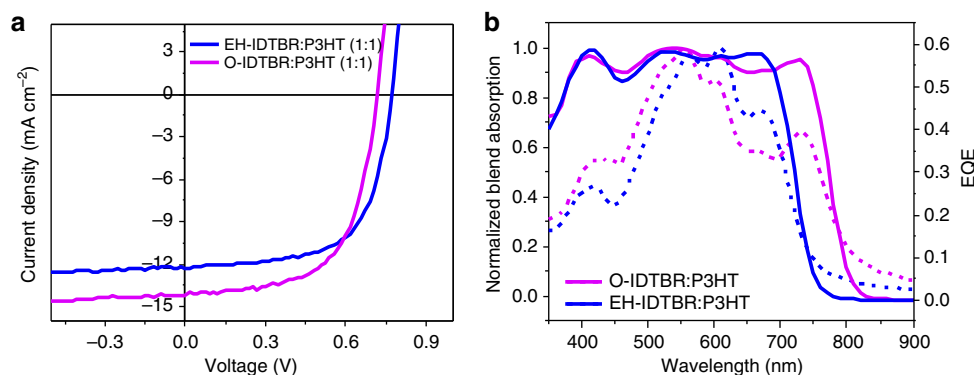 a
EH-IDTBR:P3HT (1:1)
O-IDTBR:P3HT (1:1)
3
0
–3
–6
–9
–12
–15
Current density (mA cm⁻²)
–0.3
0.0
0.3
0.6
0.9
Voltage (V)
b
1.0
0.8
0.6
0.4
0.2
0.0
Normalized blend absorption
O-IDTBR:P3HT
EH-IDTBR:P3HT
0.6
0.5
0.4
0.3
0.2
0.1
0.0
EQE
400
500
600
700
800
900
Wavelength (nm)